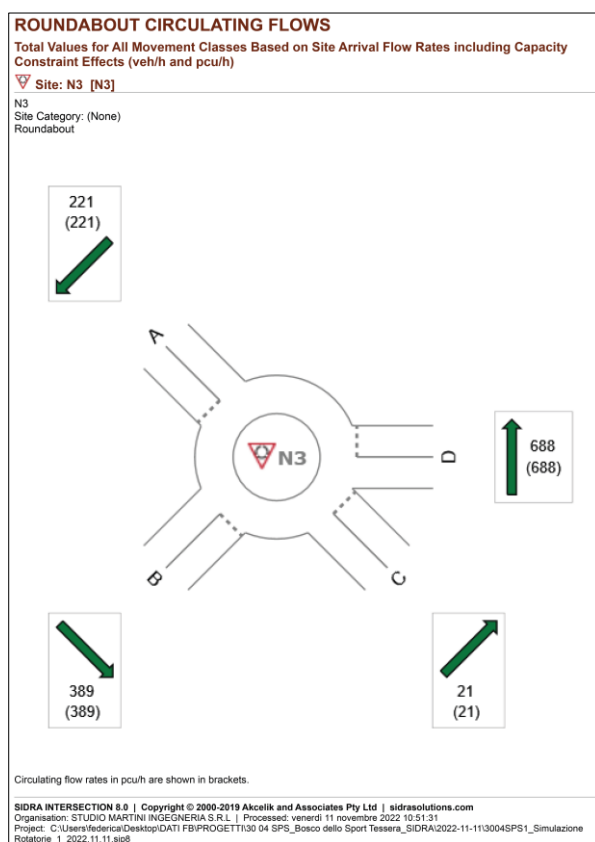 ROUNDABOUT CIRCULATING FLOWS
Total Values for All Movement Classes Based on Site Arrival Flow Rates including Capacity
Constraint Effects (veh/h and pcu/h)
Site: N3 [N3]
N3
Site Category: (None)
Roundabout
221
(221)
A
N3
D
688
(688)
B
C
389
(389)
21
(21)
Circulating flow rates in pcu/h are shown in brackets.
SIDRA INTERSECTION 8.0 | Copyright © 2000-2019 Akcelik and Associates Pty Ltd | sidrasolutions.com
Organisation: STUDIO MARTINI INGEGNERIA S.R.L | Processed: venerdì 11 novembre 2022 10:51:31
Project: C:\Users\federica\Desktop\DATI FB\PROGETTI\30 04 SPS_Bosco dello Sport Tessera_SIDRA\2022-11-11\3004SPS1_Simulazione
Rotatorie_1_2022.11.11.sip8